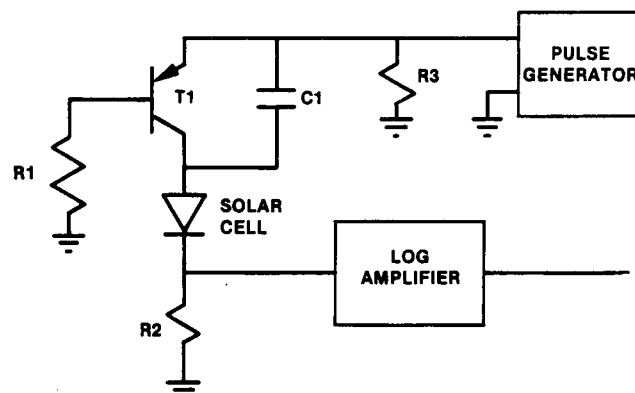 PULSE
GENERATOR
T1
C1
R3
R1
SOLAR
CELL
LOG
AMPLIFIER
R2